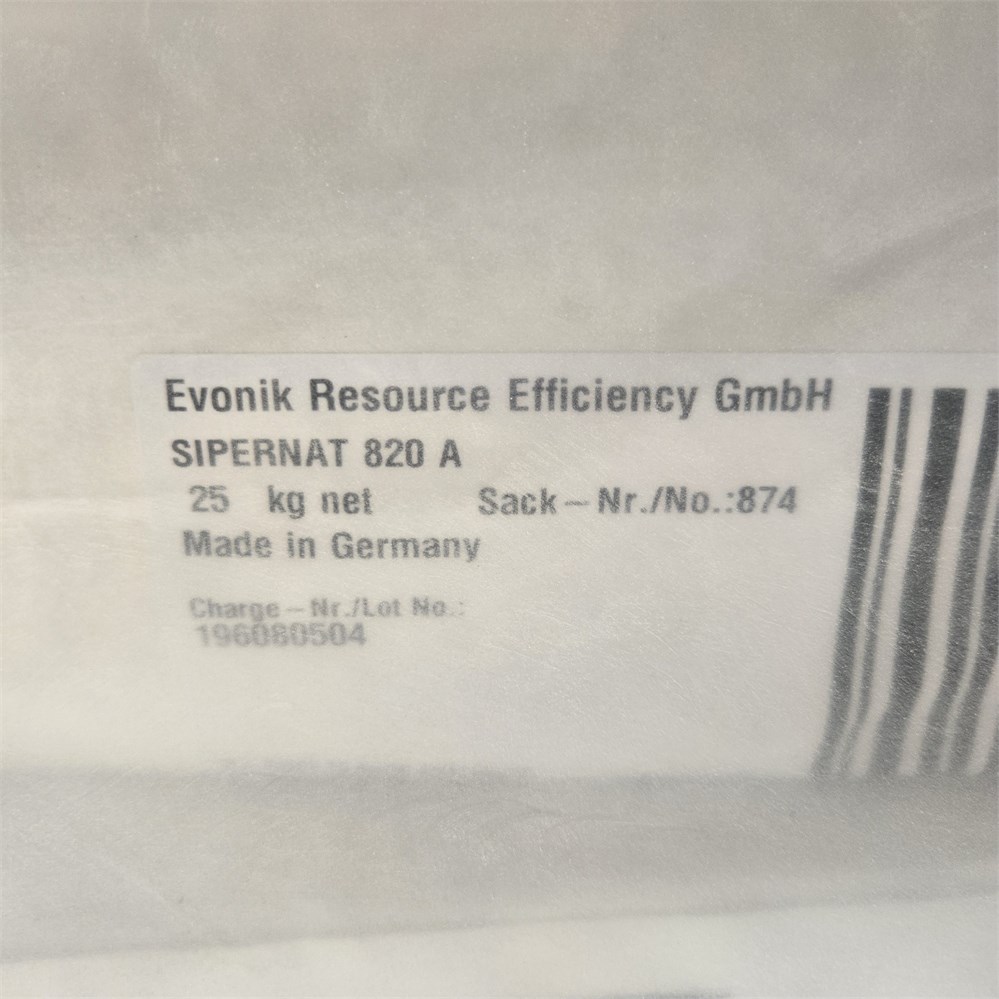 Evonik Resource Efficiency GmbH
SIPERNAT 820 A
25 kg net Sack-Nr./No.:874
Made in Germany
Charge-Nr./Lot No.:
196080504